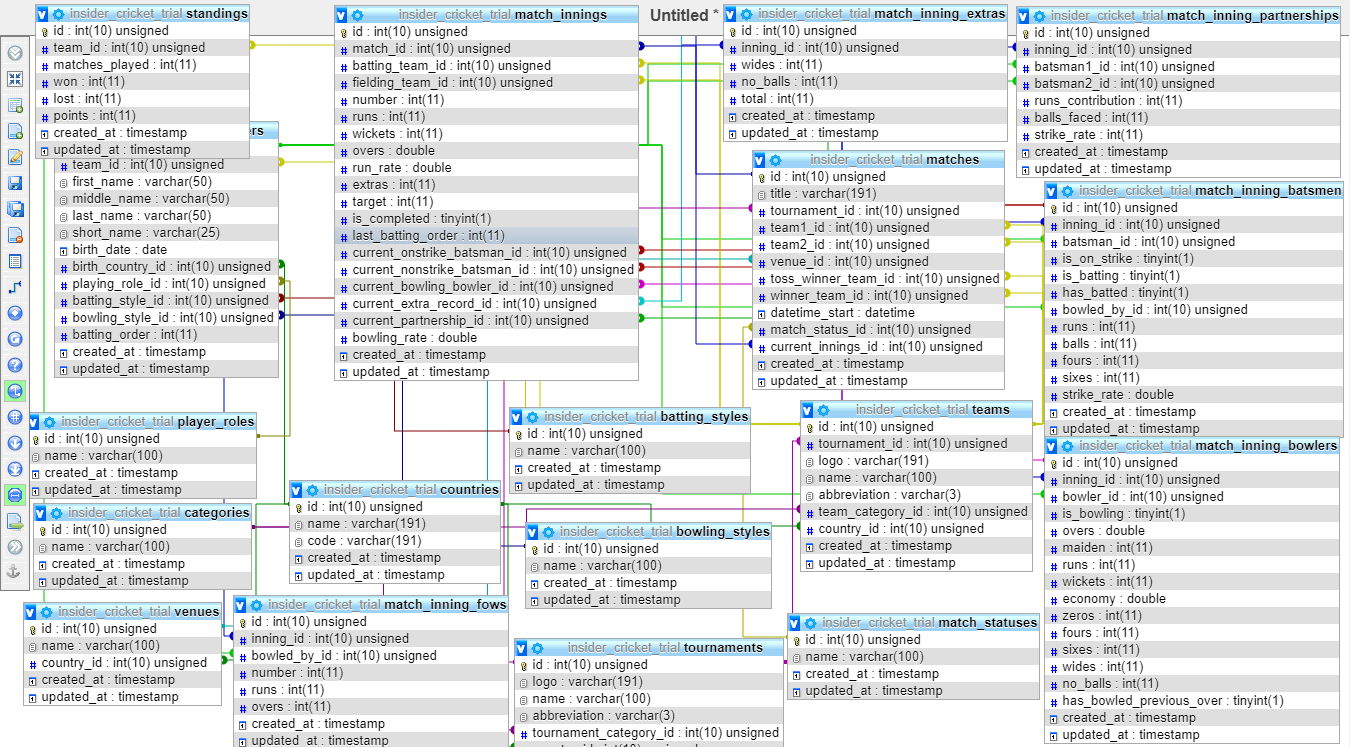 insider_cricket_trial standings
id : int(10) unsigned
team_id : int(10) unsigned
matches_played : int(11)
won : int(11)
lost : int(11)
points : int(11)
created_at : timestamp
updated_at : timestamp
ers
team_id : int(10) unsigned
first_name : varchar(50)
middle_name : varchar(50)
last_name : varchar(50)
short_name : varchar(25)
birth_date : date
birth_country_id : int(10) unsigned
playing_role_id : int(10) unsigned
batting_style_id : int(10) unsigned
bowling_style_id : int(10) unsigned
batting_order : int(11)
created_at : timestamp
updated_at : timestamp
insider_cricket_trial match_innings
id : int(10) unsigned
match_id : int(10) unsigned
batting_team_id : int(10) unsigned
fielding_team_id : int(10) unsigned
number : int(11)
runs : int(11)
wickets : int(11)
overs : double
run_rate : double
extras : int(11)
target : int(11)
is_completed : tinyint(1)
last_batting_order : int(11)
current_onstrike_batsman_id : int(10) unsigned
current_nonstrike_batsman_id : int(10) unsigned
current_bowling_bowler_id : int(10) unsigned
current_extra_record_id : int(10) unsigned
current_partnership_id : int(10) unsigned
bowling_rate : double
created_at : timestamp
updated_at : timestamp
Untitled *
insider_cricket_trial match_inning_extras
id : int(10) unsigned
inning_id : int(10) unsigned
wides : int(11)
no_balls : int(11)
total : int(11)
created_at : timestamp
updated_at : timestamp
insider_cricket_trial match_inning_partnerships
id : int(10) unsigned
inning_id : int(10) unsigned
batsman1_id : int(10) unsigned
batsman2_id : int(10) unsigned
runs_contribution : int(11)
balls_faced : int(11)
strike_rate : int(11)
created_at : timestamp
updated_at : timestamp
insider_cricket_trial matches
id : int(10) unsigned
title : varchar(191)
tournament_id : int(10) unsigned
team1_id : int(10) unsigned
team2_id : int(10) unsigned
venue_id : int(10) unsigned
toss_winner_team_id : int(10) unsigned
winner_team_id : int(10) unsigned
datetime_start : datetime
match_status_id : int(10) unsigned
current_innings_id : int(10) unsigned
created_at : timestamp
updated_at : timestamp
insider_cricket_trial match_inning_batsmen
id : int(10) unsigned
inning_id : int(10) unsigned
batsman_id : int(10) unsigned
is_on_strike : tinyint(1)
is_batting : tinyint(1)
has_batted : tinyint(1)
bowled_by_id : int(10) unsigned
runs : int(11)
balls : int(11)
fours : int(11)
sixes : int(11)
strike_rate : double
created_at : timestamp
updated_at : timestamp
insider_cricket_trial player_roles
id : int(10) unsigned
name : varchar(100)
created_at : timestamp
updated_at : timestamp
insider_cricket_trial batting_styles
id : int(10) unsigned
name : varchar(100)
created_at : timestamp
updated_at : timestamp
insider_cricket_trial teams
id : int(10) unsigned
tournament_id : int(10) unsigned
logo : varchar(191)
name : varchar(100)
abbreviation : varchar(3)
team_category_id : int(10) unsigned
country_id : int(10) unsigned
created_at : timestamp
updated_at : timestamp
insider_cricket_trial match_inning_bowlers
id : int(10) unsigned
inning_id : int(10) unsigned
bowler_id : int(10) unsigned
is_bowling : tinyint(1)
overs : double
maiden : int(11)
runs : int(11)
wickets : int(11)
economy : double
zeros : int(11)
fours : int(11)
sixes : int(11)
wides : int(11)
no_balls : int(11)
has_bowled_previous_over : tinyint(1)
created_at : timestamp
updated_at : timestamp
insider_cricket_trial categories
id : int(10) unsigned
name : varchar(100)
created_at : timestamp
updated_at : timestamp
insider_cricket_trial countries
id : int(10) unsigned
name : varchar(191)
code : varchar(191)
created_at : timestamp
updated_at : timestamp
insider_cricket_trial bowling_styles
id : int(10) unsigned
name : varchar(100)
created_at : timestamp
updated_at : timestamp
insider_cricket_trial venues
id : int(10) unsigned
name : varchar(100)
country_id : int(10) unsigned
created_at : timestamp
updated_at : timestamp
insider_cricket_trial match_inning_fows
id : int(10) unsigned
inning_id : int(10) unsigned
bowled_by_id : int(10) unsigned
number : int(11)
runs : int(11)
overs : int(11)
created_at : timestamp
updated_at : timestamp
insider_cricket_trial tournaments
id : int(10) unsigned
logo : varchar(191)
name : varchar(100)
abbreviation : varchar(3)
tournament_category_id : int(10) unsigned
insider_cricket_trial match_statuses
id : int(10) unsigned
name : varchar(100)
created_at : timestamp
updated_at : timestamp